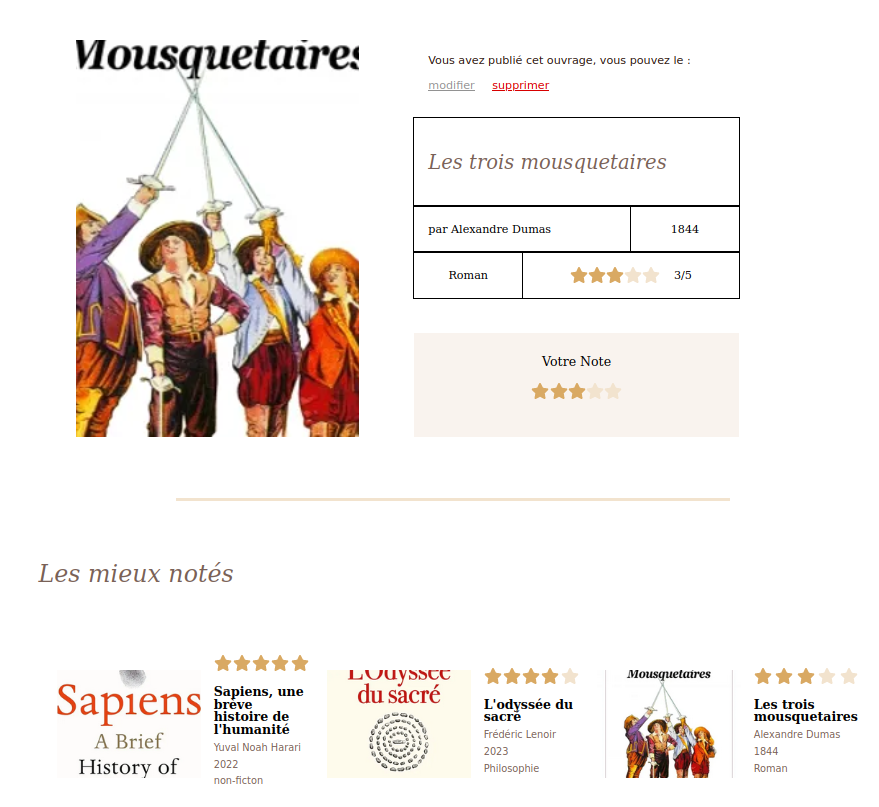 Mousquetaires
Vous avez publié cet ouvrage, vous pouvez le :
modifier supprimer
Les trois mousquetaires
par Alexandre Dumas 1844
Roman 3/5
Votre Note
Les mieux notés
Sapiens
A Brief
History of
Sapiens, une
brève
histoire de
l'humanité
Yuval Noah Harari
2022
non-ficton
L'Odyssée
du sacré
L'odyssée du
sacré
Frédéric Lenoir
2023
Philosophie
Mousquetaires
Les trois
mousquetaires
Alexandre Dumas
1844
Roman